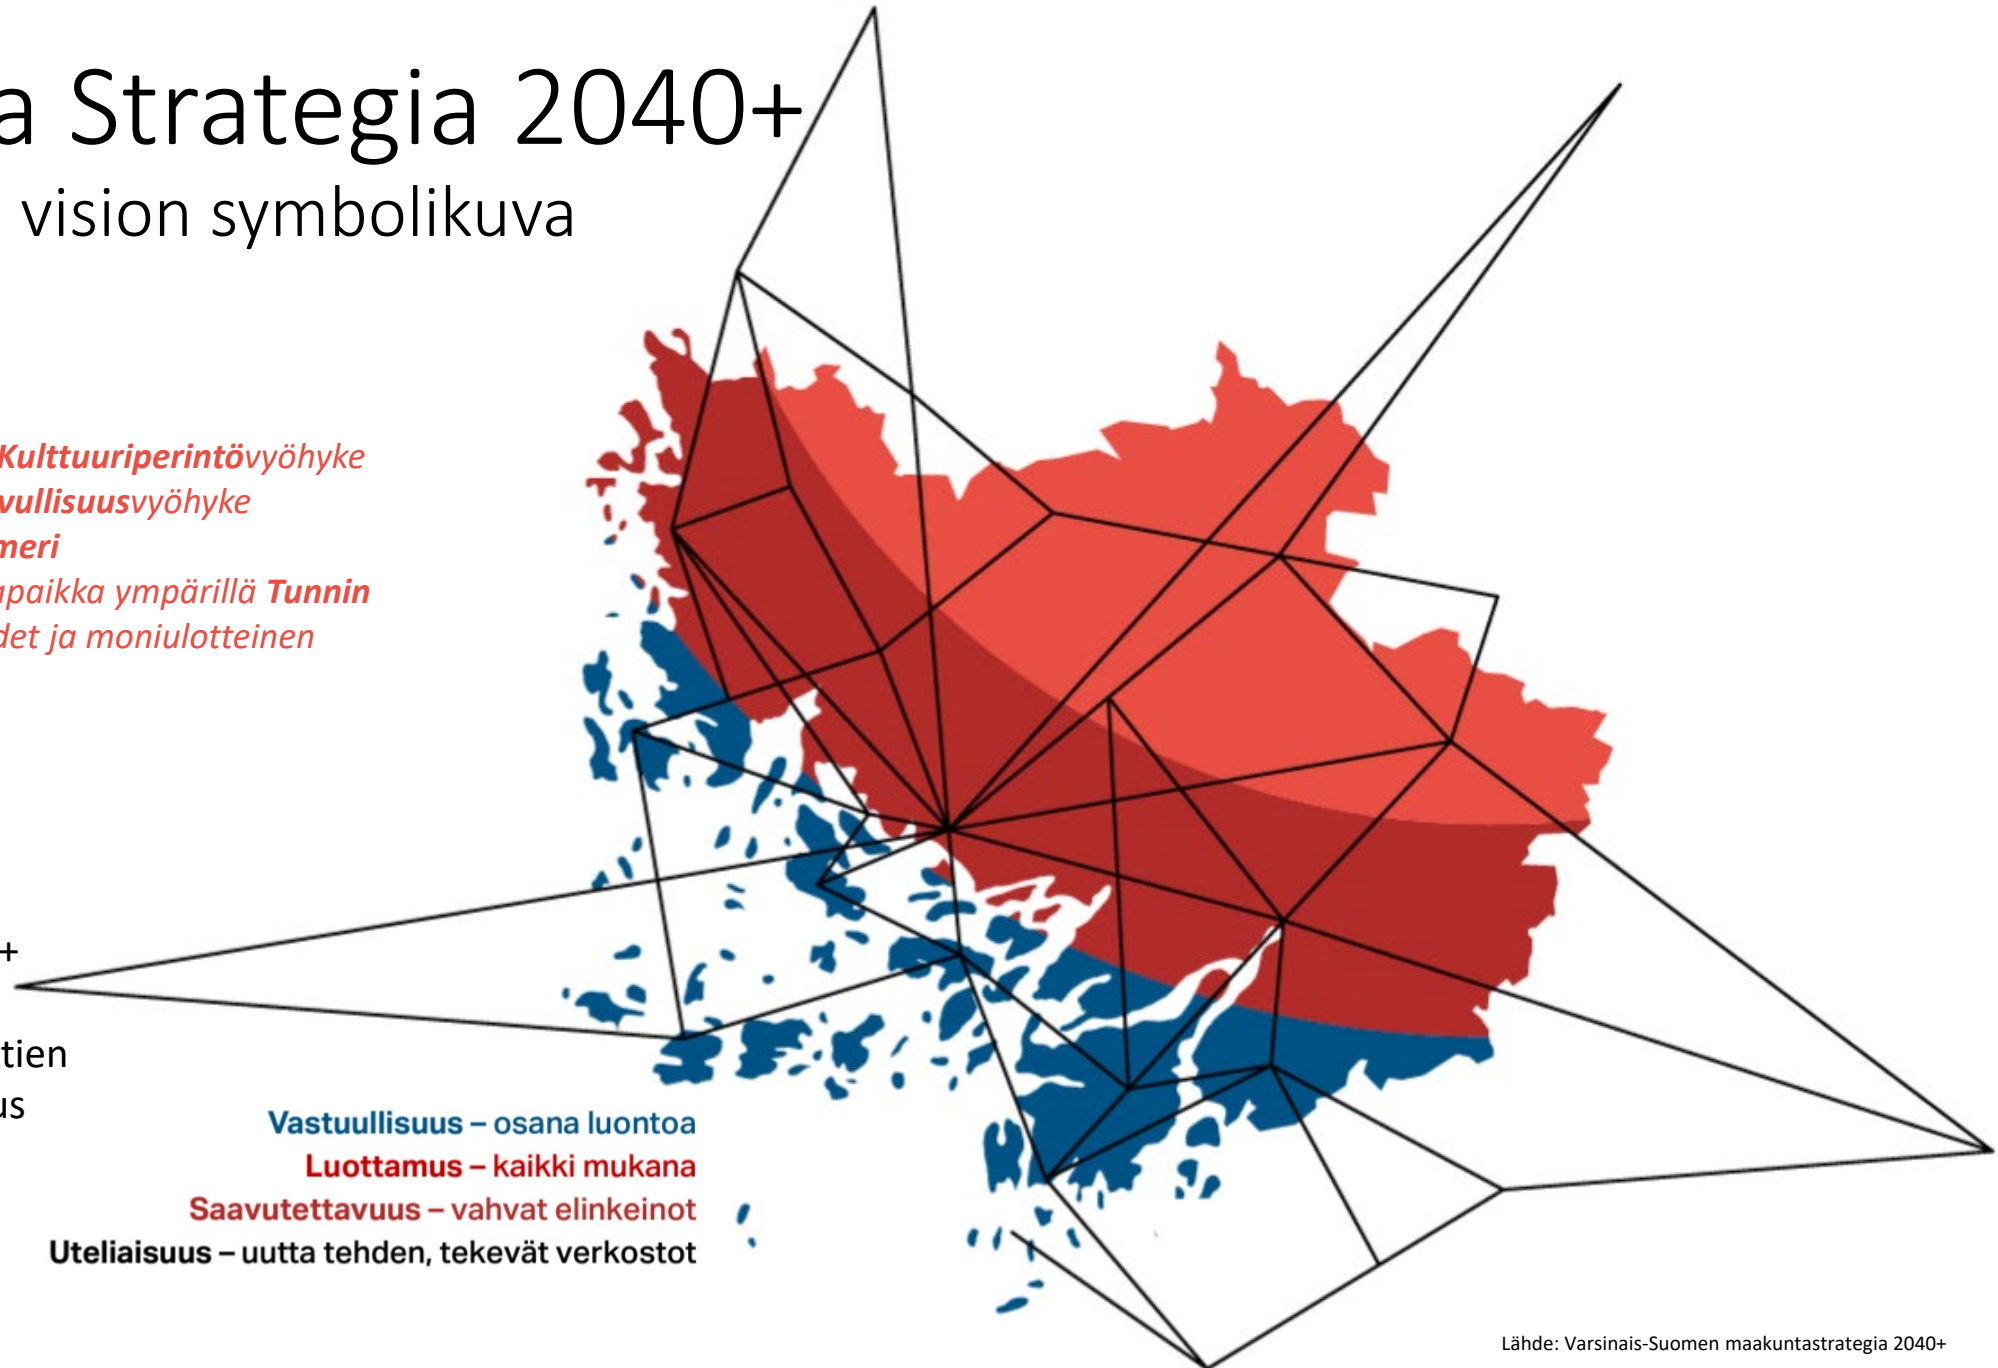 a Strategia 2040+
vision symbolikuva
Kulttuuriperintövyöhyke
vullisuusvyöhyke
meri
paikka ympärillä Tunnin
det ja moniulotteinen
+
tien
us
Vastuullisuus – osana luontoa
Luottamus – kaikki mukana
Saavutettavuus – vahvat elinkeinot
Uteliaisuus – uutta tehden, tekevät verkostot
Lähde: Varsinais-Suomen maakuntastrategia 2040+